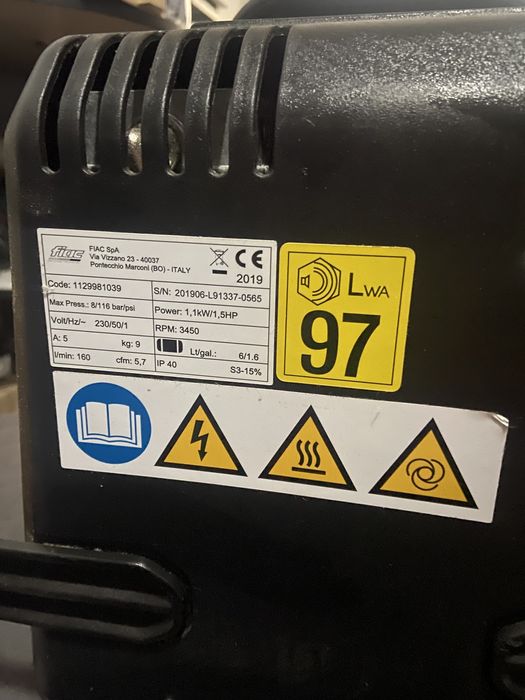 fiac
FIAC SpA
Via Vizzano 23 - 40037
Pontecchio Marconi (BO) - ITALY
CE
2019
Code: 1129981039
S/N: 201906-L91337-0565
Max Press.: 8/116 bar/psi
Power: 1,1kW/1,5HP
Volt/Hz/~ 230/50/1
RPM: 3450
A: 5 kg: 9
Lt/gal.: 6/1.6
l/min: 160 cfm: 5,7
IP 40 S3-15%
LWA
97